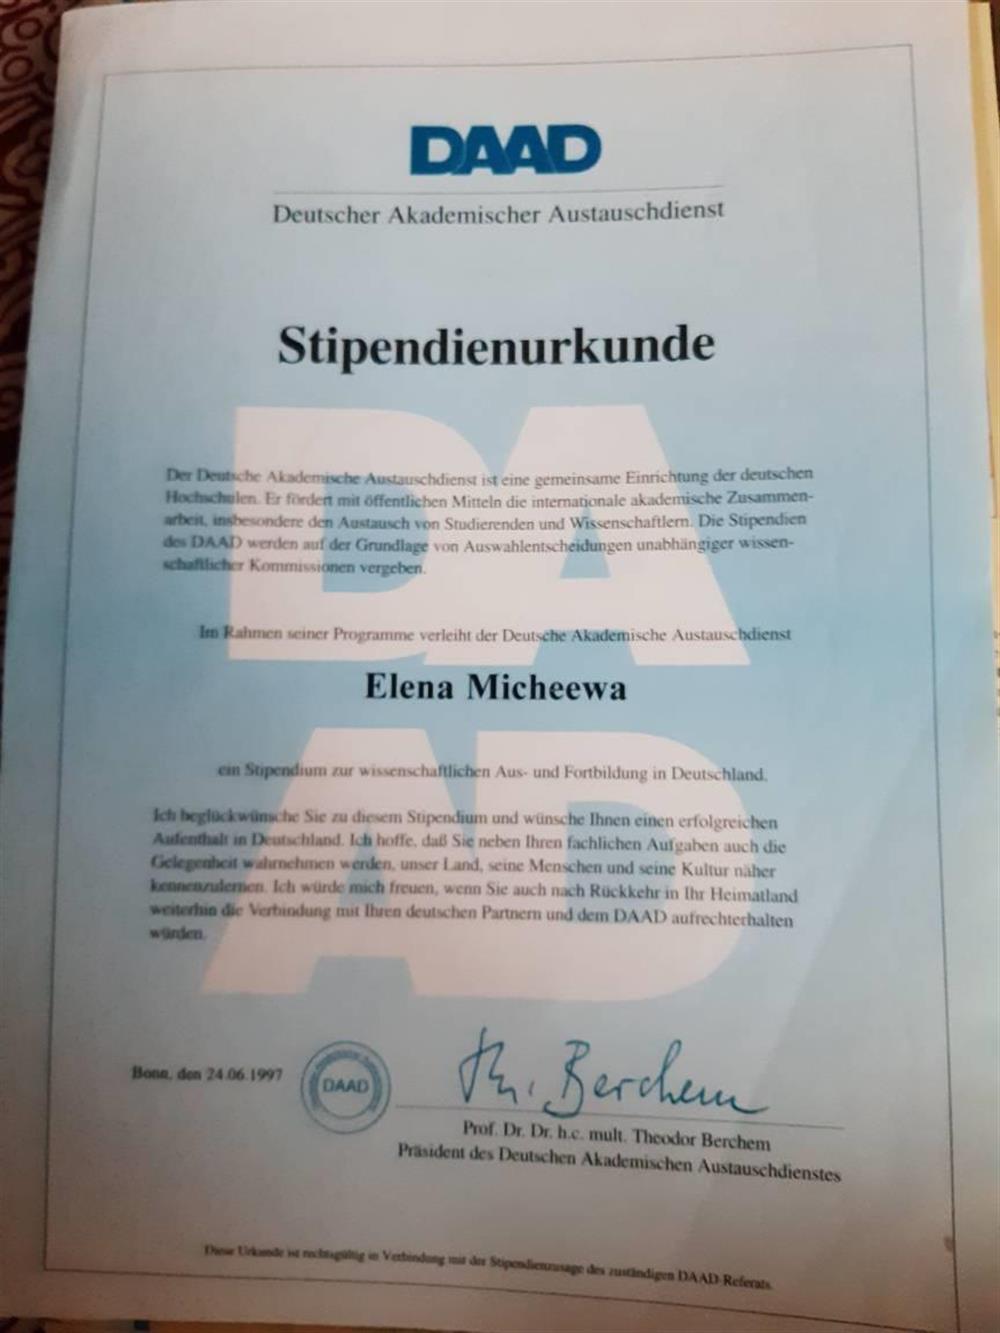 DAAD
Deutscher Akademischer Austauschdienst
Stipendienurkunde
Der Deutsche Akademische Austauschdienst ist eine gemeinsame Einrichtung der deutschen
Hochschulen. Er fördert mit öffentlichen Mitteln die internationale akademische Zusammen-
arbeit, insbesondere den Austausch von Studierenden und Wissenschaftlern. Die Stipendien
des DAAD werden auf der Grundlage von Auswahlentscheidungen unabhängiger wissen-
schaftlicher Kommissionen vergeben.
Im Rahmen seiner Programme verleiht der Deutsche Akademische Austauschdienst
Elena Micheewa
ein Stipendium zur wissenschaftlichen Aus- und Fortbildung in Deutschland.
Ich beglückwünsche Sie zu diesem Stipendium und wünsche Ihnen einen erfolgreichen
Aufenthalt in Deutschland. Ich hoffe, daß Sie neben Ihren fachlichen Aufgaben auch die
Gelegenheit wahrnehmen werden, unser Land, seine Menschen und seine Kultur näher
kennenzulernen. Ich würde mich freuen, wenn Sie auch nach Rückkehr in Ihr Heimatland
weiterhin die Verbindung mit Ihren deutschen Partnern und dem DAAD aufrechterhalten
würden.
DA
AD
Bonn, den 24.06.1997
DAAD
Th. Berchem
Prof. Dr. Dr. h.c. mult. Theodor Berchem
Präsident des Deutschen Akademischen Austauschdienstes
Diese Urkunde ist rechtsgültig in Verbindung mit der Stipendienzusage des zuständigen DAAD-Referats.